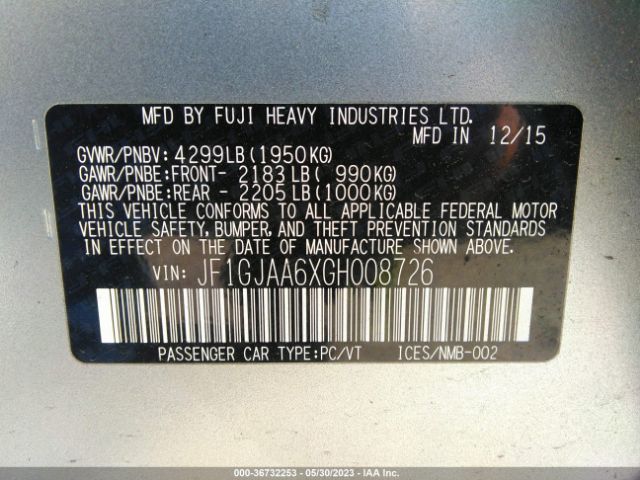 MFD BY FUJI HEAVY INDUSTRIES LTD.
MFD IN 12/15
GVWR/PNBV: 4299LB (1950KG)
GAWR/PNBE:FRONT- 2183 LB ( 990KG)
GAWR/PNBE:REAR - 2205 LB (1000KG)
THIS VEHICLE CONFORMS TO ALL APPLICABLE FEDERAL MOTOR
VEHICLE SAFETY, BUMPER, AND THEFT PREVENTION STANDARDS
IN EFFECT ON THE DATE OF MANUFACTURE SHOWN ABOVE.
VIN: JF1GJAA6XGH008726
PASSENGER CAR TYPE:PC/VT ICES/NMB-002
000-36732253 - 05/30/2023 - IAA Inc.